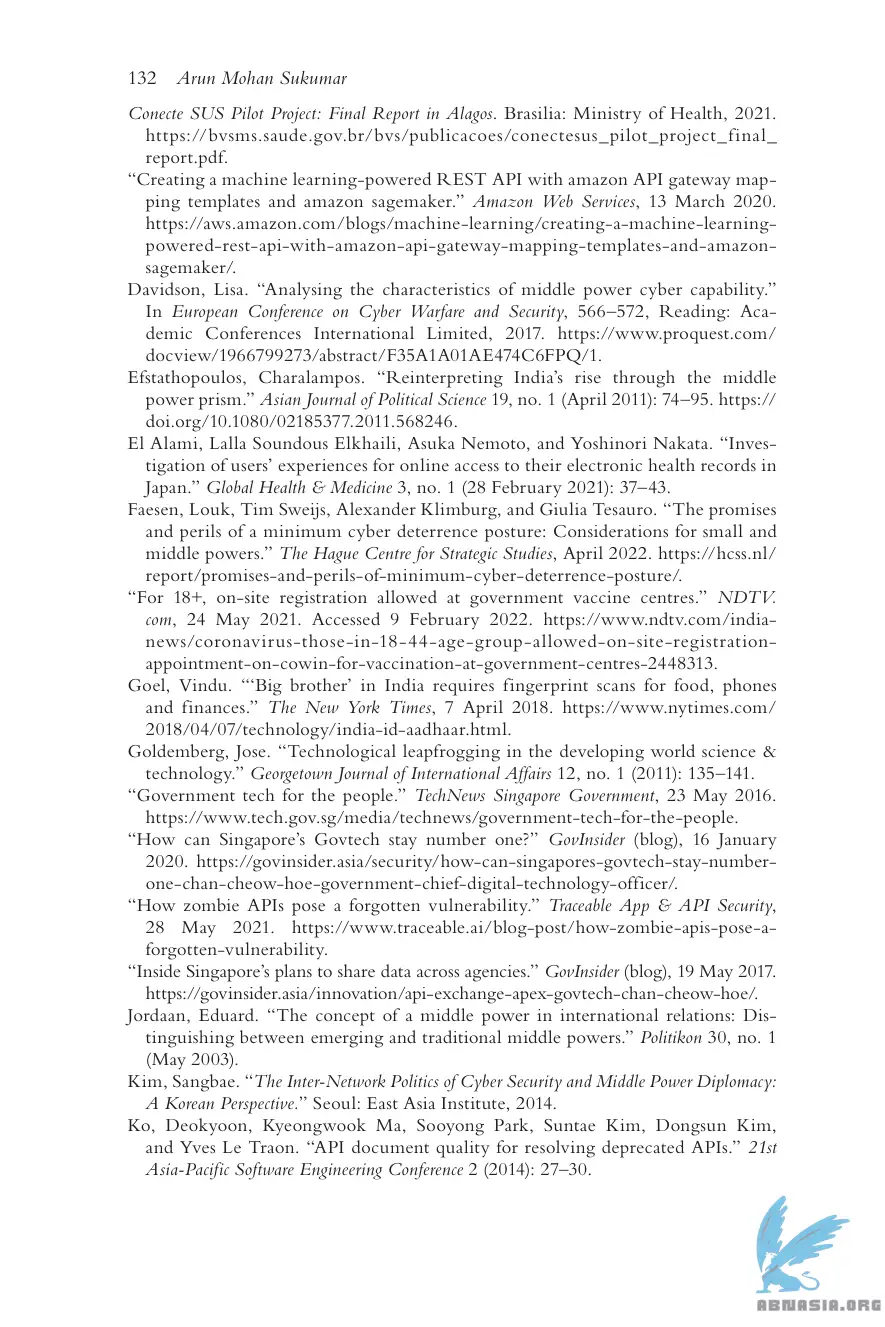 132 Arun Mohan Sukumar
Conecte SUS Pilot Project: Final Report in Alagos. Brasilia: Ministry of Health, 2021.
https://bvsms.saude.gov.br/bvs/publicacoes/conectesus_pilot_project_final_
report.pdf.
“Creating a machine learning-powered REST API with amazon API gateway map-
ping templates and amazon sagemaker.” Amazon Web Services, 13 March 2020.
https://aws.amazon.com/blogs/machine-learning/creating-a-machine-learning-
powered-rest-api-with-amazon-api-gateway-mapping-templates-and-amazon-
sagemaker/.
Davidson, Lisa. “Analysing the characteristics of middle power cyber capability.”
In European Conference on Cyber Warfare and Security, 566–572, Reading: Aca-
demic Conferences International Limited, 2017. https://www.proquest.com/
docview/1966799273/abstract/F35A1A01AE474C6FPQ/1.
Efstathopoulos, Charalampos. “Reinterpreting India’s rise through the middle
power prism.” Asian Journal of Political Science 19, no. 1 (April 2011): 74–95. https://
doi.org/10.1080/02185377.2011.568246.
El Alami, Lalla Soundous Elkhaili, Asuka Nemoto, and Yoshinori Nakata. “Inves-
tigation of users’ experiences for online access to their electronic health records in
Japan.” Global Health & Medicine 3, no. 1 (28 February 2021): 37–43.
Faesen, Louk, Tim Sweijs, Alexander Klimburg, and Giulia Tesauro. “The promises
and perils of a minimum cyber deterrence posture: Considerations for small and
middle powers.” The Hague Centre for Strategic Studies, April 2022. https://hcss.nl/
report/promises-and-perils-of-minimum-cyber-deterrence-posture/.
“For 18+, on-site registration allowed at government vaccine centres.” NDTV.
com, 24 May 2021. Accessed 9 February 2022. https://www.ndtv.com/india-
news/coronavirus-those-in-18-44-age-group-allowed-on-site-registration-
appointment-on-cowin-for-vaccination-at-government-centres-2448313.
Goel, Vindu. “‘Big brother’ in India requires fingerprint scans for food, phones
and finances.” The New York Times, 7 April 2018. https://www.nytimes.com/
2018/04/07/technology/india-id-aadhaar.html.
Goldemberg, Jose. “Technological leapfrogging in the developing world science &
technology.” Georgetown Journal of International Affairs 12, no. 1 (2011): 135–141.
“Government tech for the people.” TechNews Singapore Government, 23 May 2016.
https://www.tech.gov.sg/media/technews/government-tech-for-the-people.
“How can Singapore’s Govtech stay number one?” GovInsider (blog), 16 January
2020. https://govinsider.asia/security/how-can-singapores-govtech-stay-number-
one-chan-cheow-hoe-government-chief-digital-technology-officer/.
“How zombie APIs pose a forgotten vulnerability.” Traceable App & API Security,
28 May 2021. https://www.traceable.ai/blog-post/how-zombie-apis-pose-a-
forgotten-vulnerability.
“Inside Singapore’s plans to share data across agencies.” GovInsider (blog), 19 May 2017.
https://govinsider.asia/innovation/api-exchange-apex-govtech-chan-cheow-hoe/.
Jordaan, Eduard. “The concept of a middle power in international relations: Dis-
tinguishing between emerging and traditional middle powers.” Politikon 30, no. 1
(May 2003).
Kim, Sangbae. “The Inter-Network Politics of Cyber Security and Middle Power Diplomacy:
A Korean Perspective.” Seoul: East Asia Institute, 2014.
Ko, Deokyoon, Kyeongwook Ma, Sooyong Park, Suntae Kim, Dongsun Kim,
and Yves Le Traon. “API document quality for resolving deprecated APIs.” 21st
Asia-Pacific Software Engineering Conference 2 (2014): 27–30.
ABNASIA.ORG